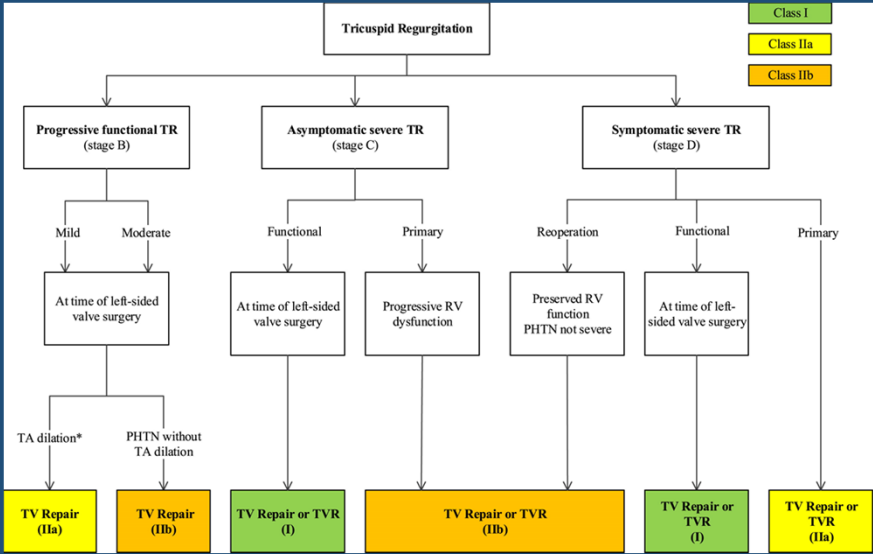 Tricuspid Regurgitation
Class I
Class IIa
Class IIb
Progressive functional TR
(stage B)
Asymptomatic severe TR
(stage C)
Symptomatic severe TR
(stage D)
Mild
Moderate
Functional
Primary
Reoperation
Functional
Primary
At time of left-sided
valve surgery
At time of left-sided
valve surgery
Progressive RV
dysfunction
Preserved RV
function
PHTN not severe
At time of left-
sided valve surgery
TA dilation*
PHTN without
TA dilation
TV Repair
(IIa)
TV Repair
(IIb)
TV Repair or TVR
(I)
TV Repair or TVR
(IIb)
TV Repair or
TVR
(I)
TV Repair or
TVR
(IIa)